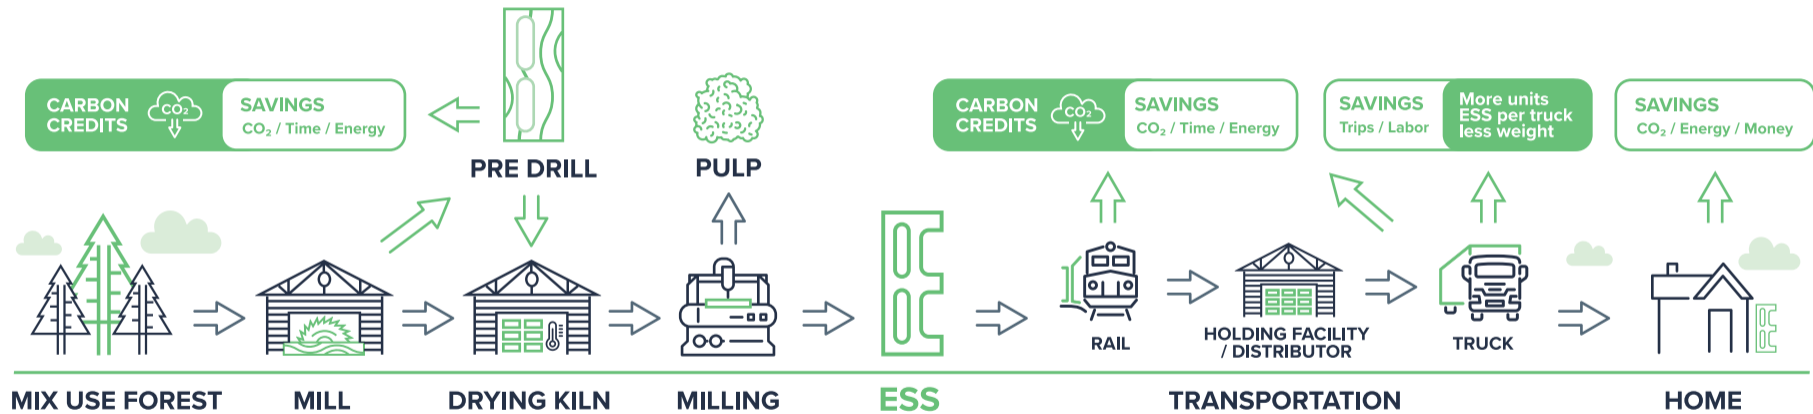 CARBON
CREDITS
CO₂
SAVINGS
CO₂ / Time / Energy
PRE DRILL
PULP
CARBON
CREDITS
CO₂
SAVINGS
CO₂ / Time / Energy
SAVINGS
Trips / Labor
More units
ESS per truck
less weight
SAVINGS
CO₂ / Energy / Money
RAIL
HOLDING FACILITY
/ DISTRIBUTOR
TRUCK
MIX USE FOREST
MILL
DRYING KILN
MILLING
ESS
TRANSPORTATION
HOME